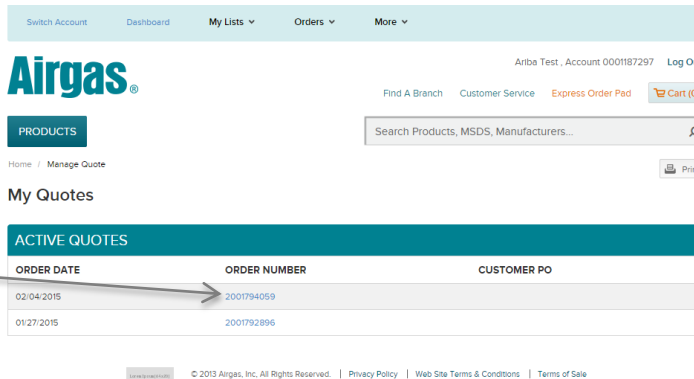 Switch Account Dashboard My Lists Orders More
Ariba Test , Account 0001187297 Log O
Airgas®
Find A Branch Customer Service Express Order Pad Cart (
PRODUCTS
Search Products, MSDS, Manufacturers...
Home / Manage Quote
Prin
My Quotes
ACTIVE QUOTES
ORDER DATE ORDER NUMBER CUSTOMER PO
02/04/2015 2001794059
01/27/2015 2001792896
© 2013 Airgas, Inc, All Rights Reserved. | Privacy Policy | Web Site Terms & Conditions | Terms of Sale